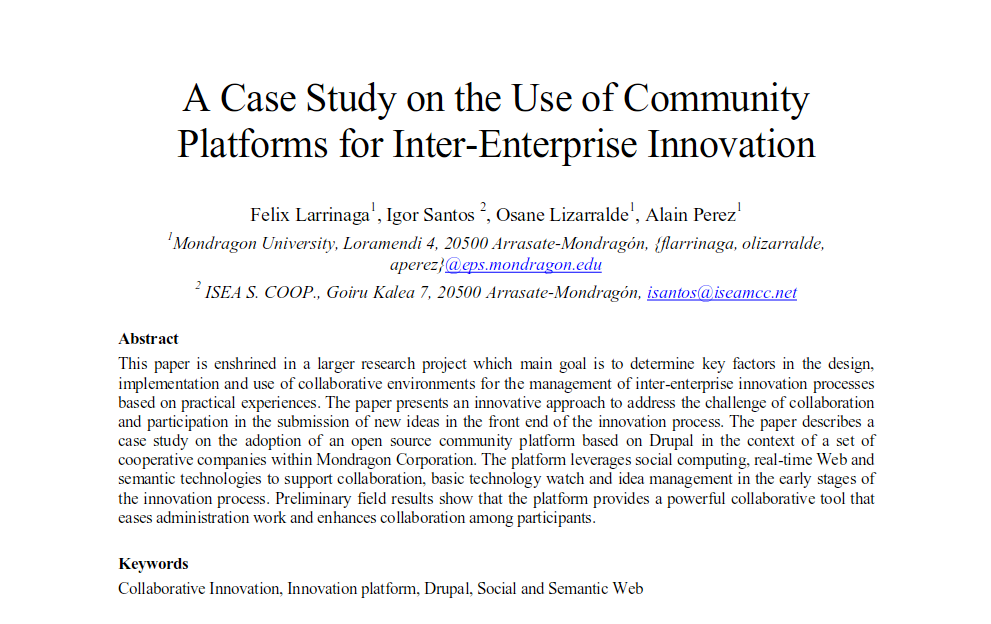 A Case Study on the Use of Community
Platforms for Inter-Enterprise Innovation
Felix Larrinaga1, Igor Santos 2, Osane Lizarralde1, Alain Perez1
1Mondragon University, Loramendi 4, 20500 Arrasate-Mondragón, {flarrinaga, olizarralde,
aperez}@eps.mondragon.edu
2 ISEA S. COOP., Goiru Kalea 7, 20500 Arrasate-Mondragón, isantos@iseamcc.net
Abstract
This paper is enshrined in a larger research project which main goal is to determine key factors in the design,
implementation and use of collaborative environments for the management of inter-enterprise innovation processes
based on practical experiences. The paper presents an innovative approach to address the challenge of collaboration
and participation in the submission of new ideas in the front end of the innovation process. The paper describes a
case study on the adoption of an open source community platform based on Drupal in the context of a set of
cooperative companies within Mondragon Corporation. The platform leverages social computing, real-time Web and
semantic technologies to support collaboration, basic technology watch and idea management in the early stages of
the innovation process. Preliminary field results show that the platform provides a powerful collaborative tool that
eases administration work and enhances collaboration among participants.
Keywords
Collaborative Innovation, Innovation platform, Drupal, Social and Semantic Web